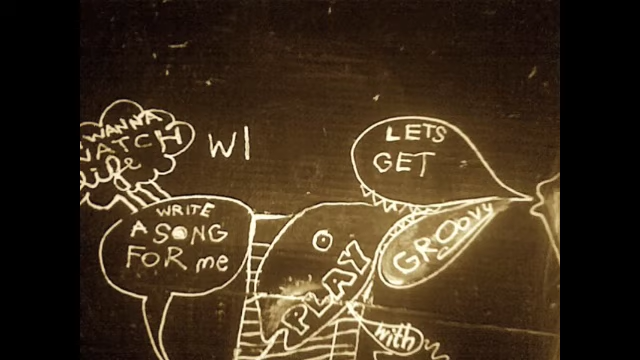 WANNA
WATCH
life
WI
LETS
GET
GROOVY
WRITE
A SONG
FOR me
PLAY
with